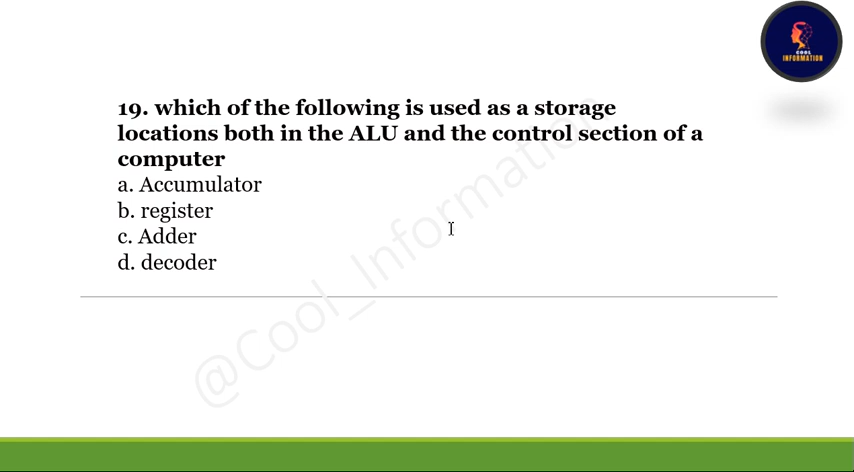 COOL
INFORMATION
19. which of the following is used as a storage
locations both in the ALU and the control section of a
computer
a. Accumulator
b. register
c. Adder
d. decoder
@Cool_Information